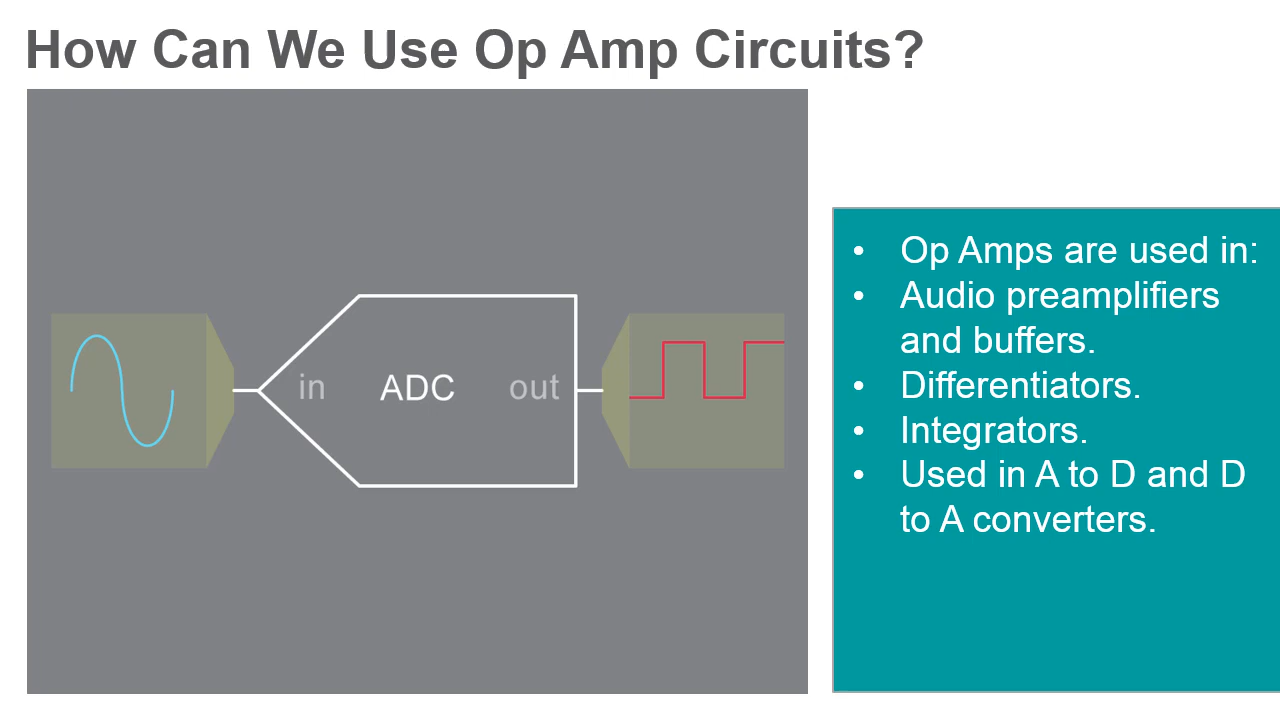 How Can We Use Op Amp Circuits?
in ADC out
• Op Amps are used in:
• Audio preamplifiers
and buffers.
• Differentiators.
• Integrators.
• Used in A to D and D
to A converters.